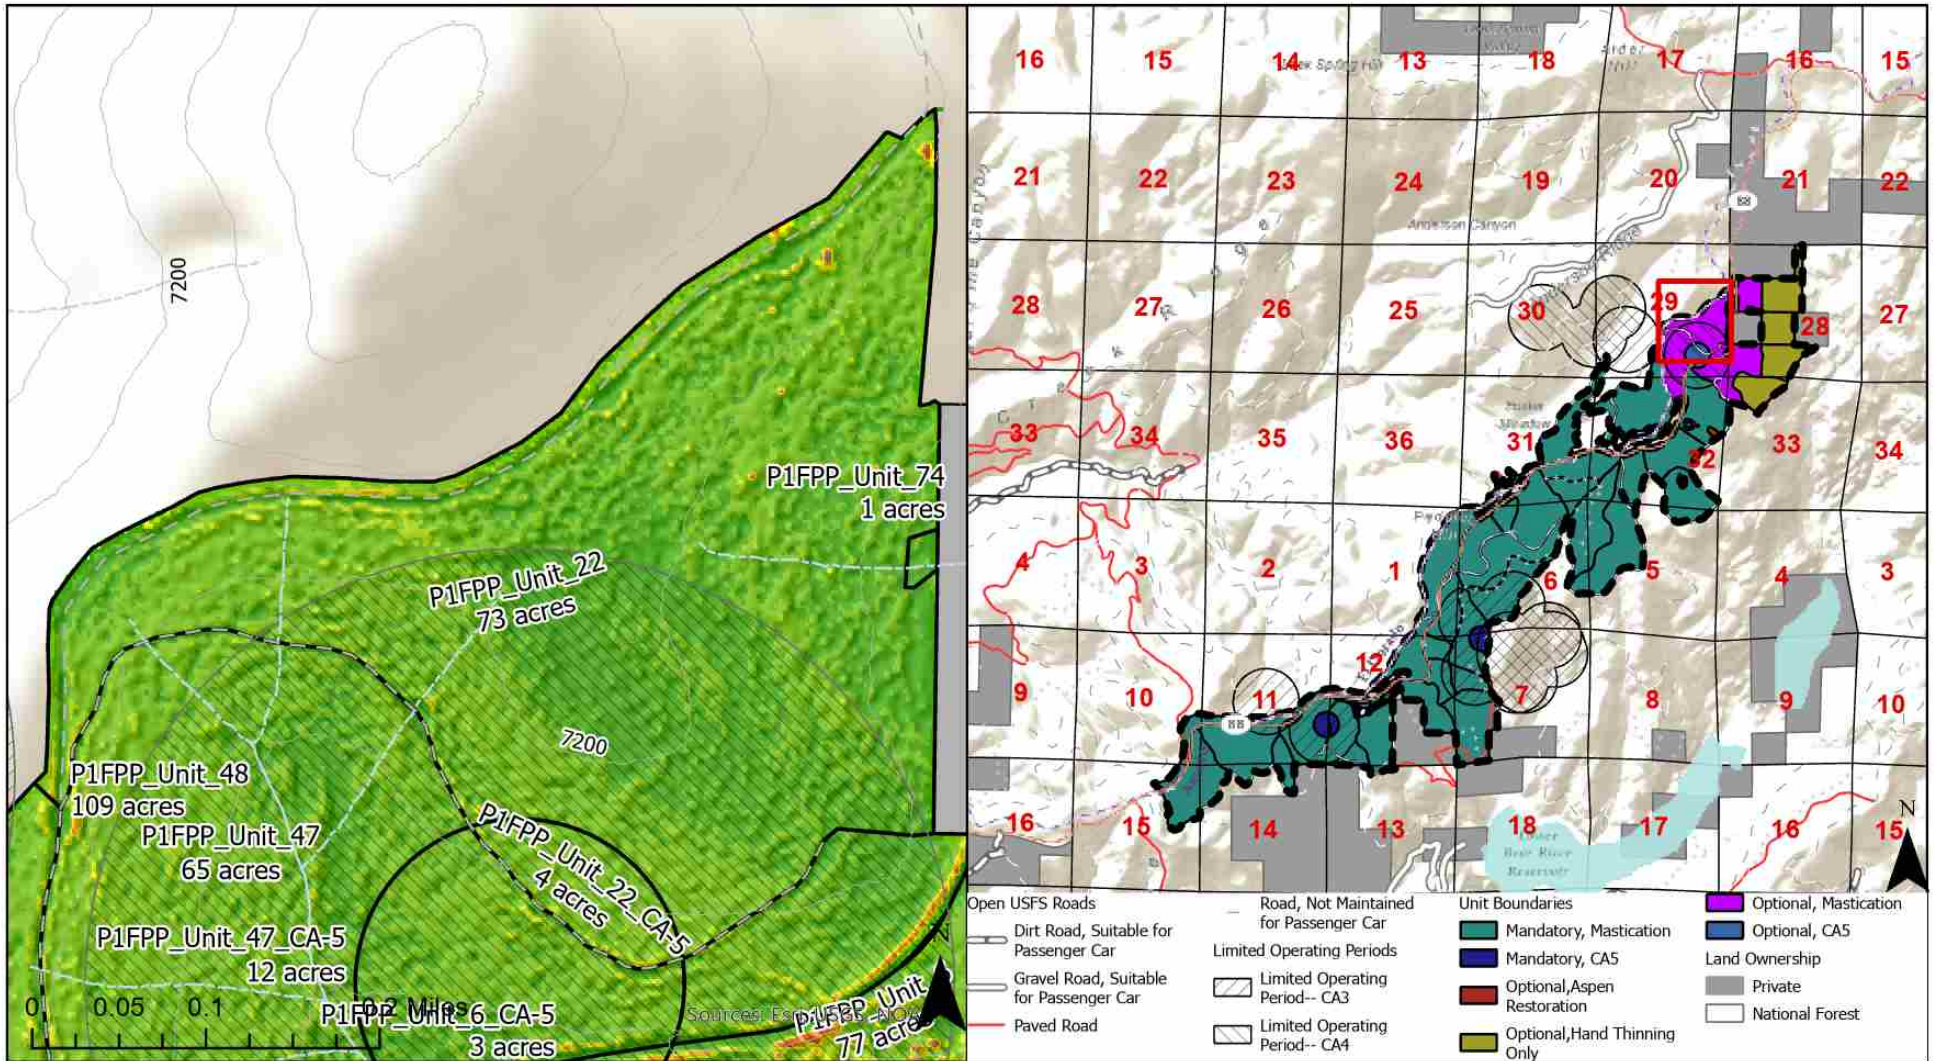 7200
P1FPP_Unit_74
1 acres
P1FPP_Unit_22
73 acres
7200
P1FPP_Unit_48
109 acres
P1FPP_Unit_47
65 acres
P1FPP_Unit_22_CA-5
4 acres
P1FPP_Unit_47_CA-5
12 acres
P1FPP_Unit_6_CA-5
3 acres
P1FPP_Unit
77 acres
0 0.05 0.1 0.2 Miles
Sources: Esri, USGS, NOAA
16 15 14 13 18 17 16 15
21 22 23 24 19 20 21 22
Anderson Canyon
88
28 27 26 25 30 29 28 27
33 34 35 36 31 32 33 34
4 3 2 1 6 5 4 3
9 10 11 12 7 8 9 10
88
16 15 14 13 18 17 16 15
Bear River
Reservoir
N
Open USFS Roads
Dirt Road, Suitable for
Passenger Car
Gravel Road, Suitable
for Passenger Car
Paved Road
Road, Not Maintained
for Passenger Car
Limited Operating Periods
Limited Operating
Period-- CA3
Limited Operating
Period-- CA4
Unit Boundaries
Mandatory, Mastication
Mandatory, CA5
Optional,Aspen
Restoration
Optional,Hand Thinning
Only
Optional, Mastication
Optional, CA5
Land Ownership
Private
National Forest